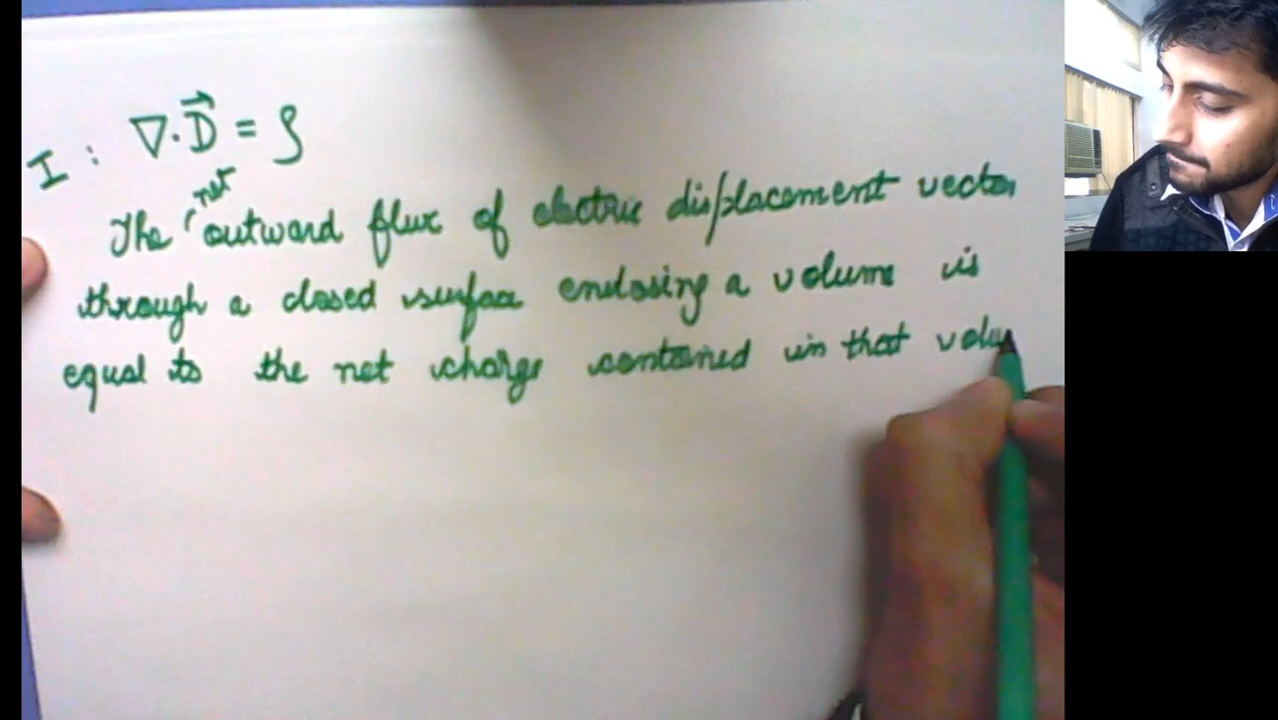 I : ∇·D⃗ = ρ
net
The outward flux of electric displacement vector
through a closed surface enclosing a volume is
equal to the net charge contained in that volu